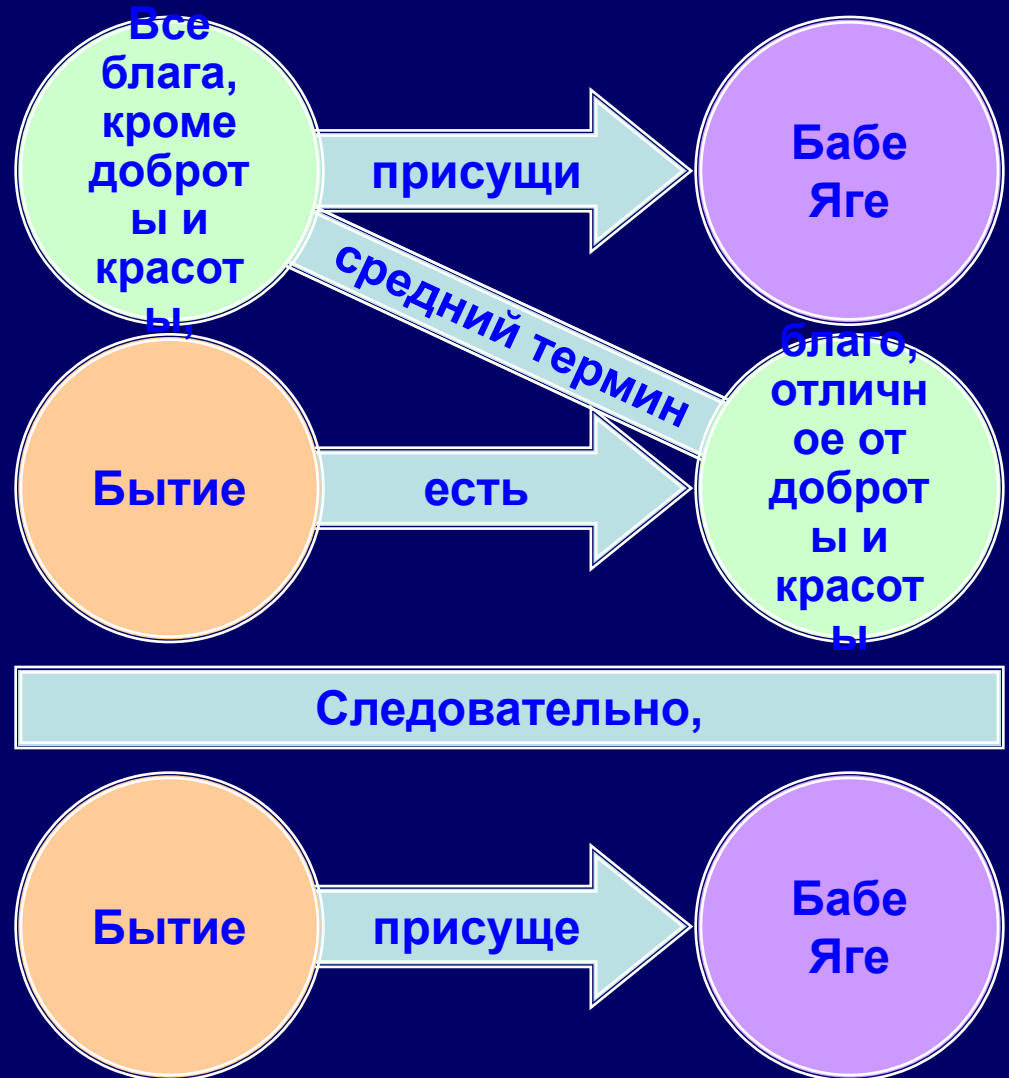 Все
блага,
кроме
доброт
ы и
красот
ы,
присущи
Бабе
Яге
средний термин
Бытие
есть
благо,
отличн
ое от
доброт
ы и
красот
ы
Следовательно,
Бытие
присуще
Бабе
Яге